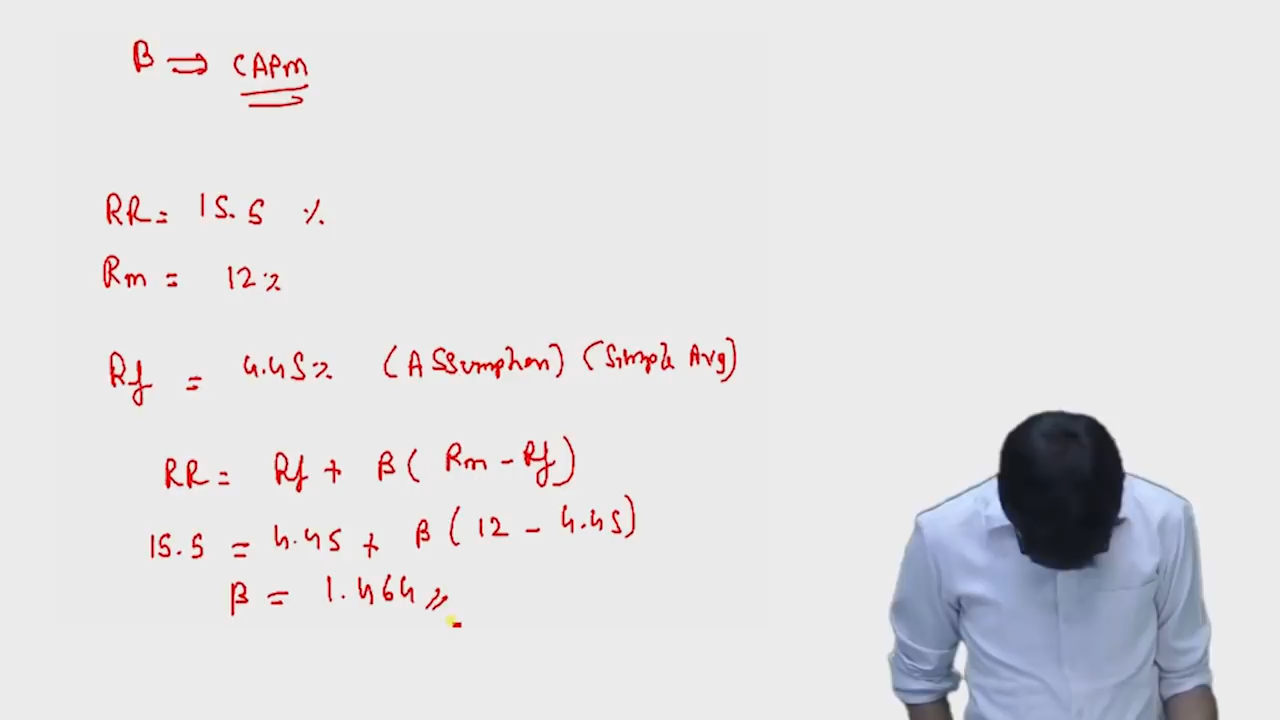 β ⇒ CAPM
RR = 15.5 %
Rm = 12%
Rf = 4.45% (Assumption) (Simple Avg)
RR = Rf + β ( Rm - Rf )
15.5 = 4.45 + β ( 12 - 4.45 )
β = 1.464